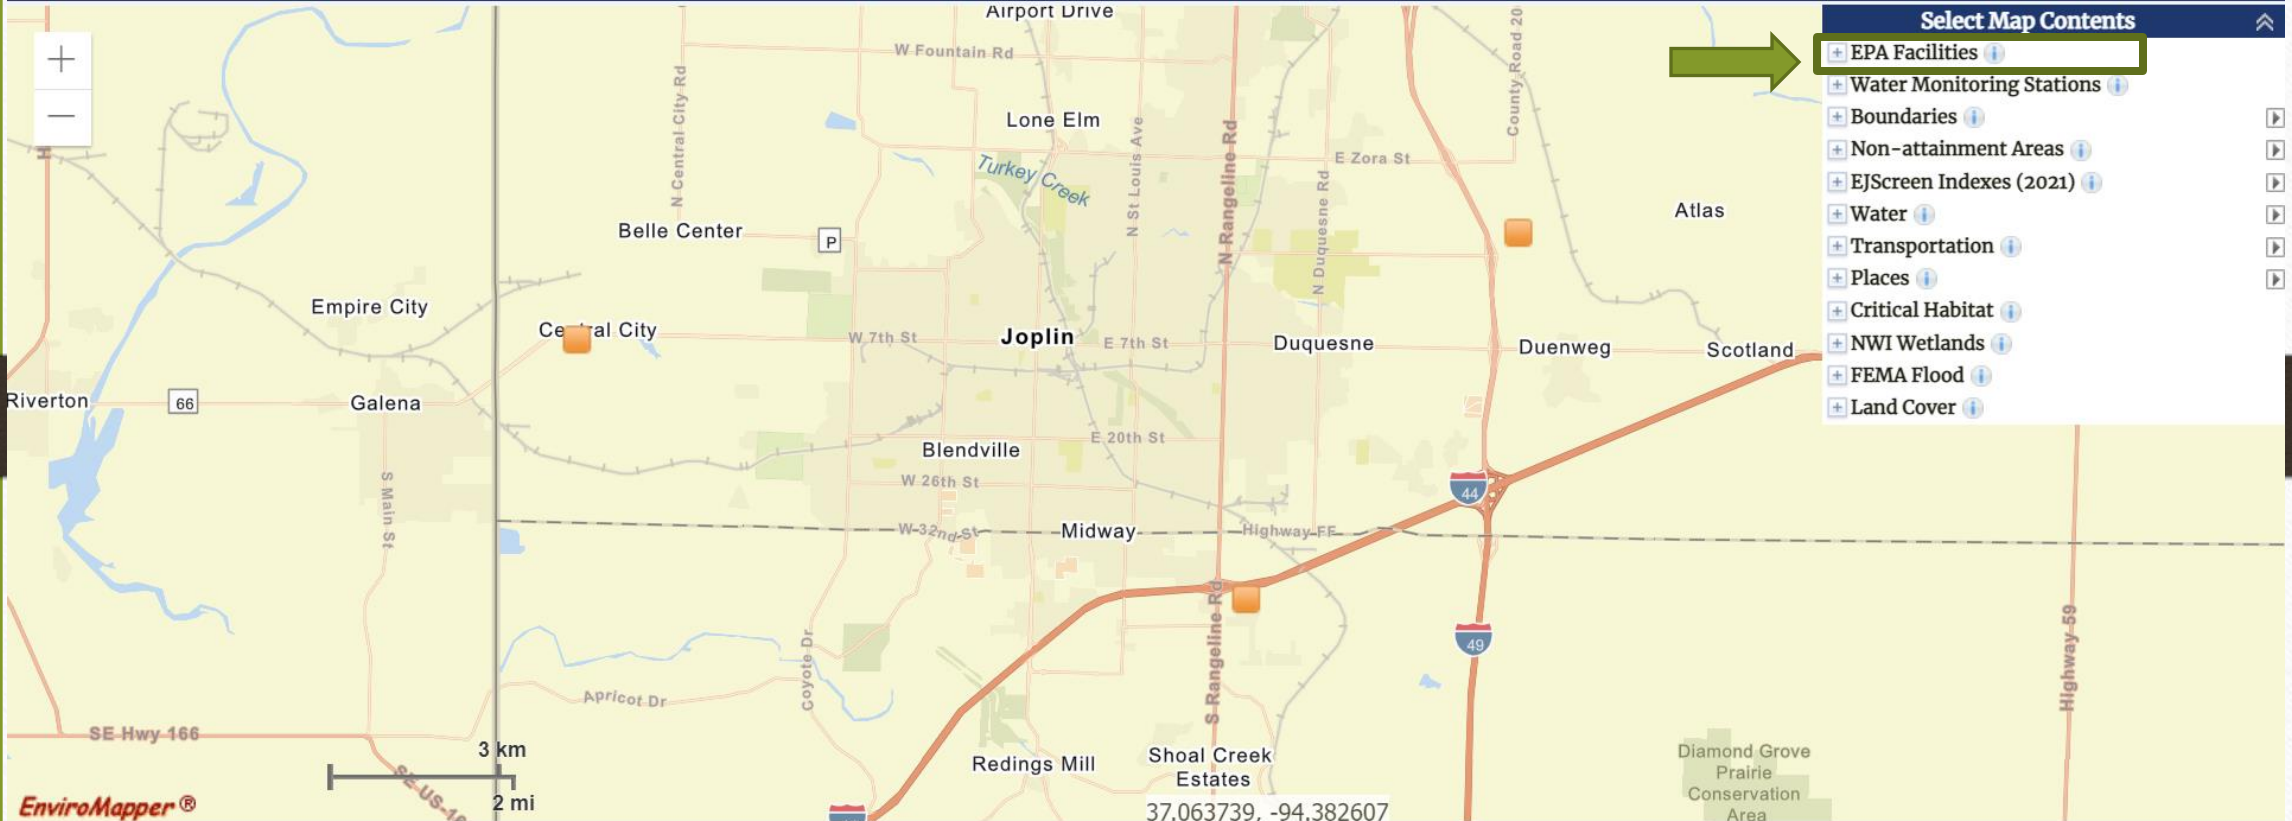 Airport Drive
Select Map Contents
W Fountain Rd
EPA Facilities
Water Monitoring Stations
Boundaries
Non-attainment Areas
EJScreen Indexes (2021)
Water
Transportation
Places
Critical Habitat
NWI Wetlands
FEMA Flood
Land Cover
N Central City Rd
County Road 20
Lone Elm
N St Louis Ave
N Rangeline Rd
E Zora St
Turkey Creek
N Duquesne Rd
Atlas
Belle Center
P
Empire City
Central City
W 7th St
Joplin
E 7th St
Duquesne
Duenweg
Scotland
Riverton
66
Galena
E 20th St
Blendville
W 26th St
S Main St
44
W 32nd St
Midway
Highway FF
S Rangeline Rd
49
Highway 59
Coyote Dr
Apricot Dr
SE Hwy 166
3 km
2 mi
Redings Mill
Shoal Creek
Estates
Diamond Grove
Prairie
Conservation
Area
EnviroMapper ®
37.063739, -94.382607